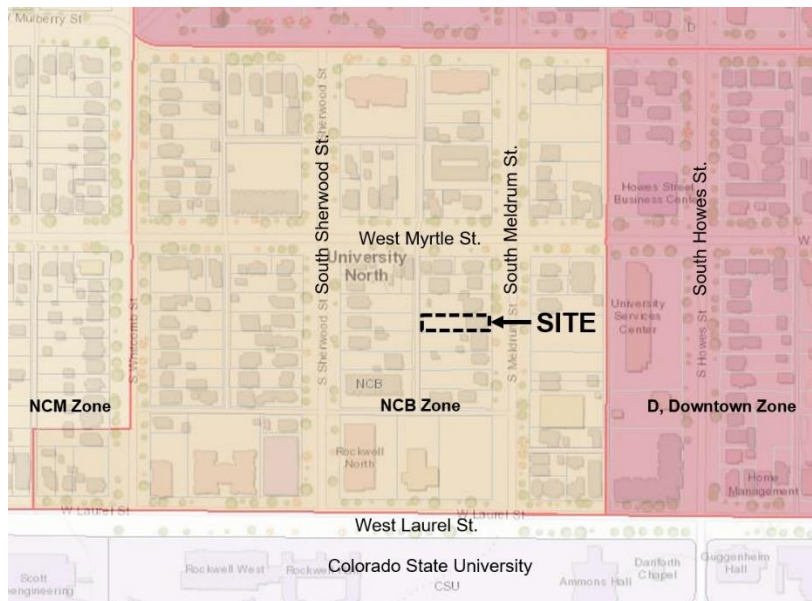 W Mulberry St
D
South Sherwood St.
Sherwood St
South Meldrum St.
South Howes St.
Howes Street
Business Center
West Myrtle St.
W
University
North
S Whitcomb St
S Sherwood St
S Meldrum St
S Howes St
SITE
University
Services
Center
NCM Zone
NCB
NCB Zone
D, Downtown Zone
Rockwell
North
Home
Management
W Laurel St
W Laurel St
West Laurel St.
Colorado State University
CSU
Scott
Rockwell West
Ammons Hall
Danforth
Chapel
Guggenheim
Hall